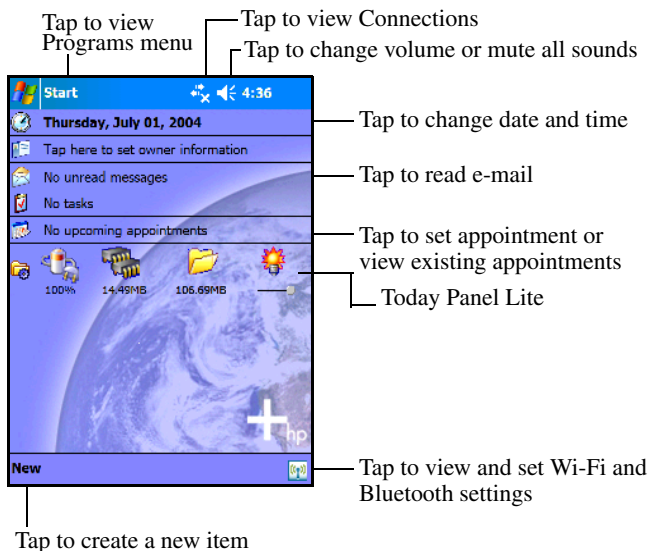 Tap to view
Programs menu
Tap to view Connections
Tap to change volume or mute all sounds
Start 4:36
Thursday, July 01, 2004
Tap to change date and time
Tap here to set owner information
No unread messages
Tap to read e-mail
No tasks
No upcoming appointments
Tap to set appointment or
view existing appointments
100% 14.49MB 106.69MB
Today Panel Lite
hp
New
Tap to view and set Wi-Fi and
Bluetooth settings
Tap to create a new item